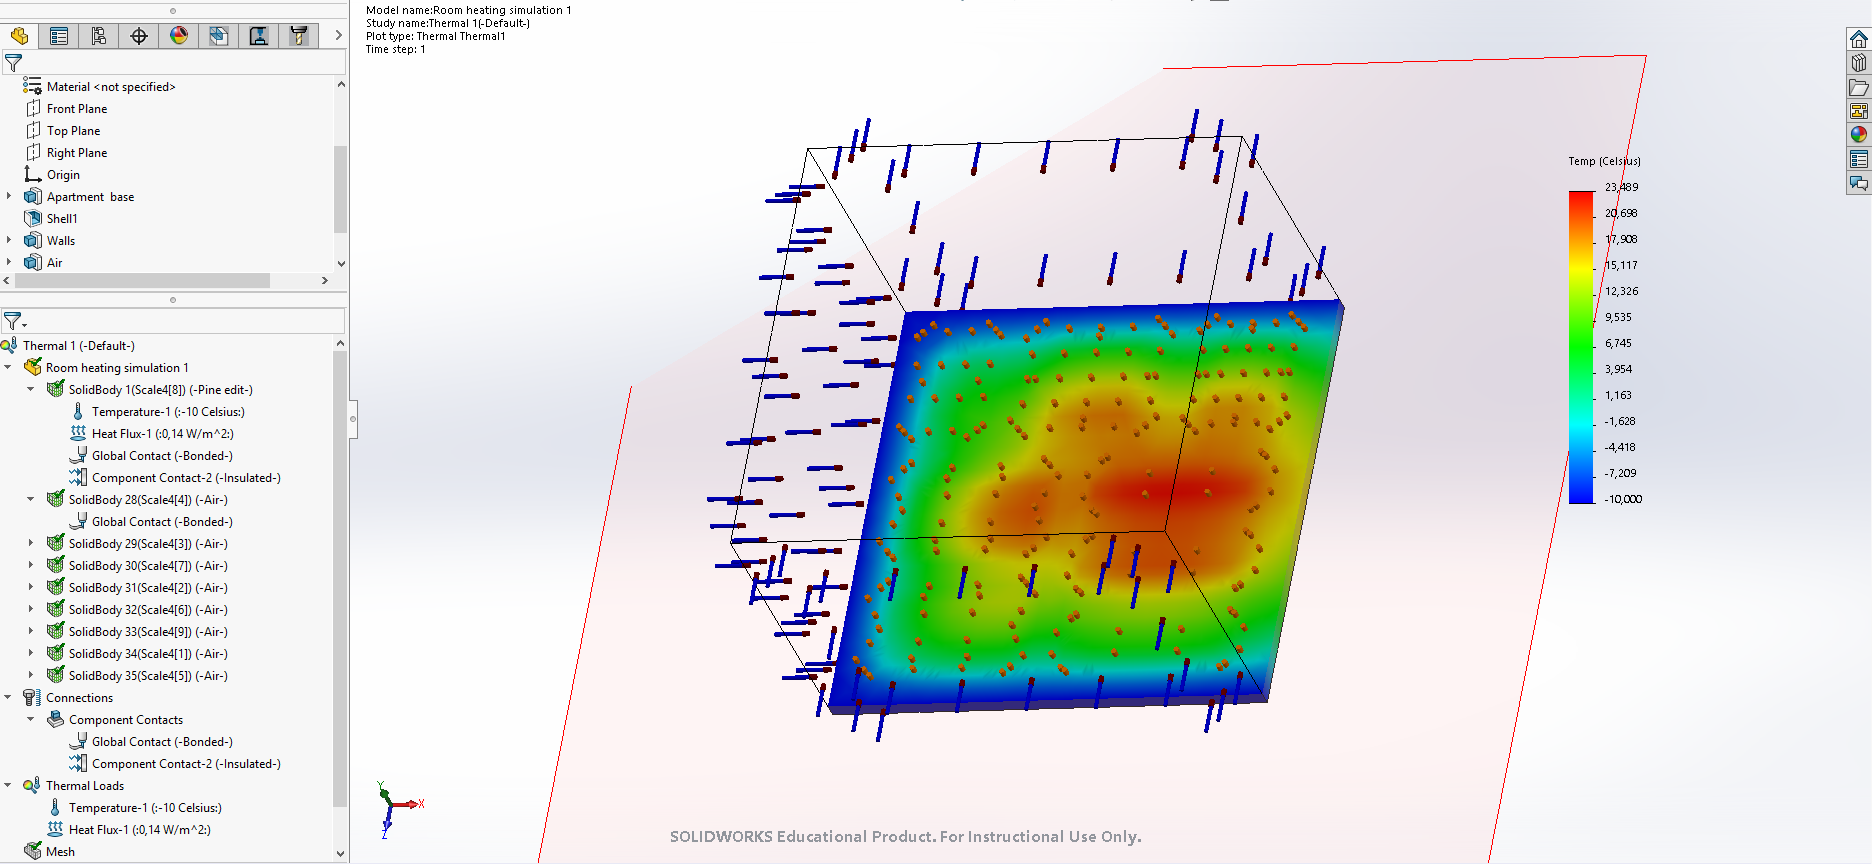 Model name:Room heating simulation 1
Study name:Thermal 1(-Default-)
Plot type: Thermal Thermal1
Time step: 1
Material <not specified>
Front Plane
Top Plane
Right Plane
Origin
Apartment base
Shell1
Walls
Air
Thermal 1 (-Default-)
Room heating simulation 1
SolidBody 1(Scale4[8]) (-Pine edit-)
Temperature-1 (:-10 Celsius:)
Heat Flux-1 (:0,14 W/m^2:)
Global Contact (-Bonded-)
Component Contact-2 (-Insulated-)
SolidBody 28(Scale4[4]) (-Air-)
Global Contact (-Bonded-)
SolidBody 29(Scale4[3]) (-Air-)
SolidBody 30(Scale4[7]) (-Air-)
SolidBody 31(Scale4[2]) (-Air-)
SolidBody 32(Scale4[6]) (-Air-)
SolidBody 33(Scale4[9]) (-Air-)
SolidBody 34(Scale4[1]) (-Air-)
SolidBody 35(Scale4[5]) (-Air-)
Connections
Component Contacts
Global Contact (-Bonded-)
Component Contact-2 (-Insulated-)
Thermal Loads
Temperature-1 (:-10 Celsius:)
Heat Flux-1 (:0,14 W/m^2:)
Mesh
Temp (Celsius)
23,489
20,698
17,908
15,117
12,326
9,535
6,745
3,954
1,163
-1,628
-4,418
-7,209
-10,000
Y
X
Z
SOLIDWORKS Educational Product. For Instructional Use Only.